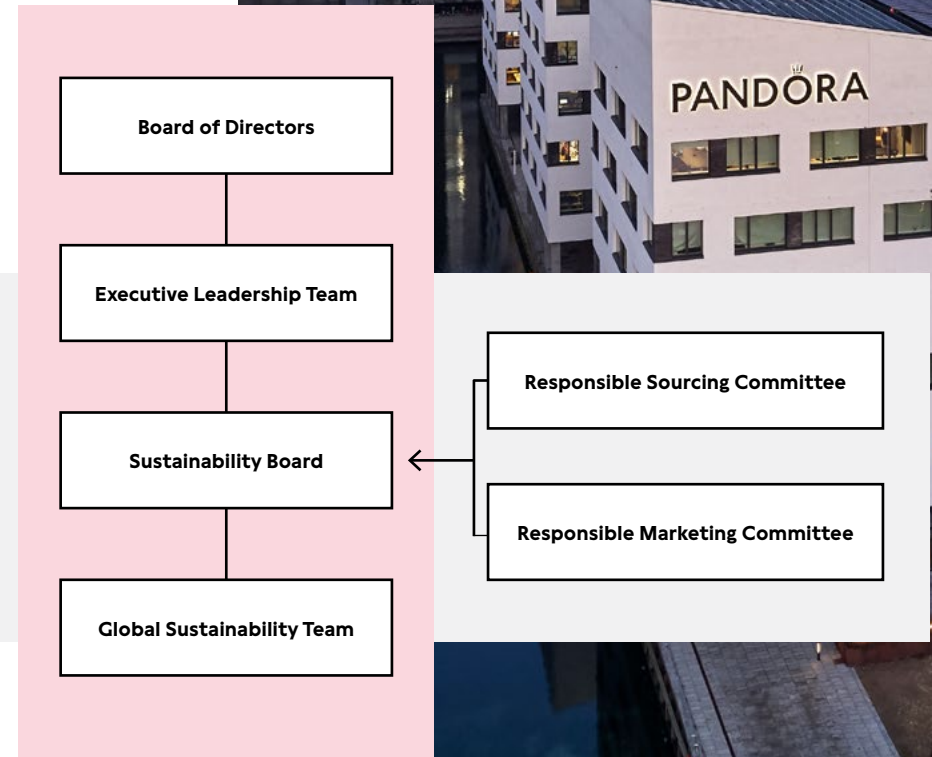 PANDORA
Board of Directors
Executive Leadership Team
Responsible Sourcing Committee
Sustainability Board
Responsible Marketing Committee
Global Sustainability Team